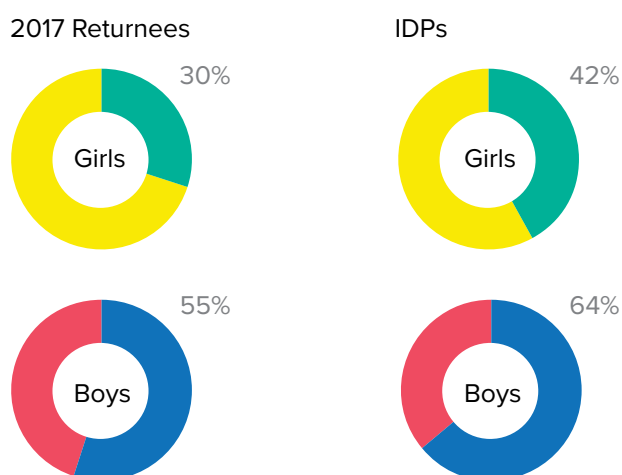 2017 Returnees
IDPs
30%
Girls
42%
Girls
55%
Boys
64%
Boys